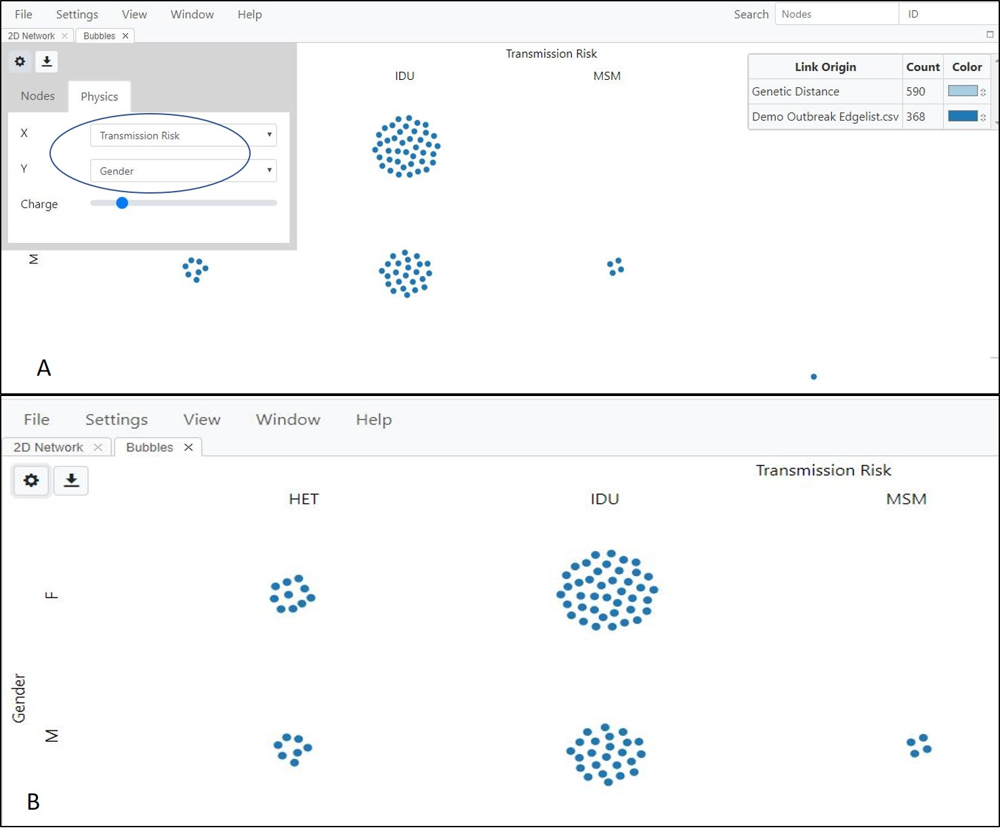 File Settings View Window Help Search Nodes ID
2D Network Bubbles
Transmission Risk
IDU MSM
Link Origin Count Color
Genetic Distance 590
Demo Outbreak Edgelist.csv 368
Nodes Physics
X Transmission Risk
Y Gender
Charge
M
A
File Settings View Window Help
2D Network Bubbles
Transmission Risk
HET IDU MSM
F
Gender
M
B